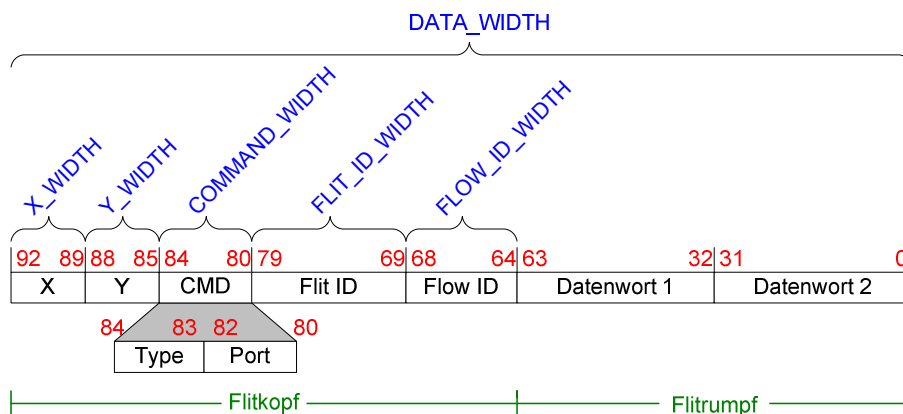 DATA_WIDTH
X_WIDTH
Y_WIDTH
COMMAND_WIDTH
FLIT_ID_WIDTH
FLOW_ID_WIDTH
92 89 88 85 84 80 79 69 68 64 63 32 31 0
X Y CMD Flit ID Flow ID Datenwort 1 Datenwort 2
84 83 82 80
Type Port
Flitkopf Flitrumpf